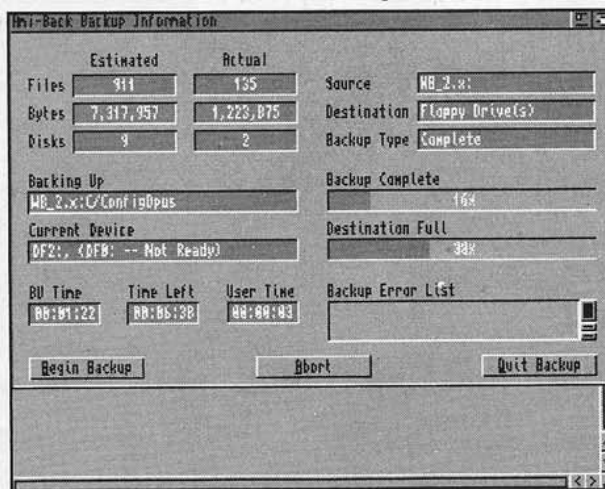 Ami-Back Backup Information
Estimated Actual
Files 911 135
Bytes 7,317,957 1,223,875
Disks 9 2
Source WB_2.x:
Destination Floppy Drive(s)
Backup Type Complete
Backing Up
WB_2.x:C/ConfigOpus
Current Device
DF2:, (DF0: -- Not Ready)
Backup Complete
16%
Destination Full
38%
BU Time Time Left User Time
00:01:22 00:06:38 00:00:03
Backup Error List
Begin Backup
Abort
Quit Backup